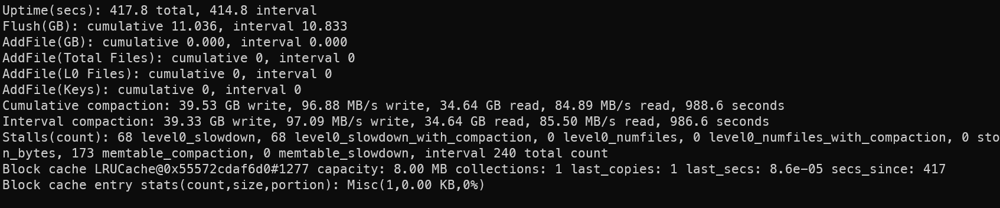 Uptime(secs): 417.8 total, 414.8 interval
Flush(GB): cumulative 11.036, interval 10.833
AddFile(GB): cumulative 0.000, interval 0.000
AddFile(Total Files): cumulative 0, interval 0
AddFile(L0 Files): cumulative 0, interval 0
AddFile(Keys): cumulative 0, interval 0
Cumulative compaction: 39.53 GB write, 96.88 MB/s write, 34.64 GB read, 84.89 MB/s read, 988.6 seconds
Interval compaction: 39.33 GB write, 97.09 MB/s write, 34.64 GB read, 85.50 MB/s read, 986.6 seconds
Stalls(count): 68 level0_slowdown, 68 level0_slowdown_with_compaction, 0 level0_numfiles, 0 level0_numfiles_with_compaction, 0 sto
n_bytes, 173 memtable_compaction, 0 memtable_slowdown, interval 240 total count
Block cache LRUCache@0x55572cdaf6d0#1277 capacity: 8.00 MB collections: 1 last_copies: 1 last_secs: 8.6e-05 secs_since: 417
Block cache entry stats(count,size,portion): Misc(1,0.00 KB,0%)